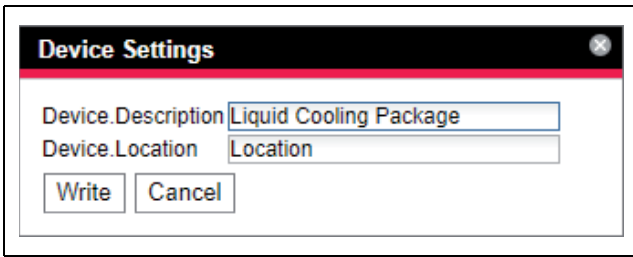 Device Settings
Device.Description Liquid Cooling Package
Device.Location Location
Write Cancel